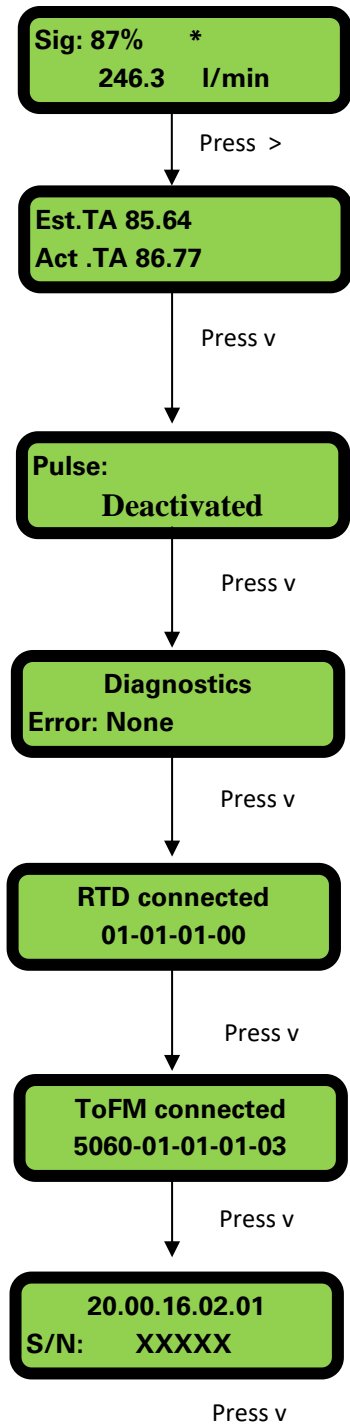 Sig: 87% *
246.3 l/min
Press >
Est.TA 85.64
Act .TA 86.77
Press v
Pulse:
Deactivated
Press v
Diagnostics
Error: None
Press v
RTD connected
01-01-01-00
Press v
ToFM connected
5060-01-01-01-03
Press v
20.00.16.02.01
S/N: XXXXX
Press v